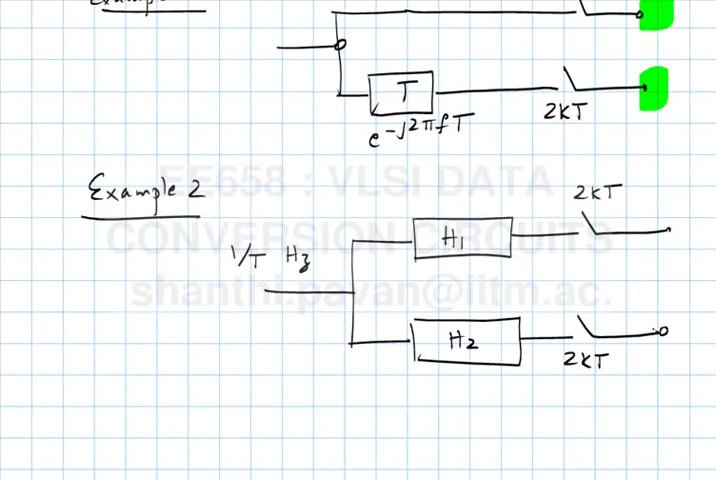 Example
T
2KT
e^-j2πfT
EE658 : VLSI DATA
CONVERSION CIRCUITS
shanthi.pavan@iitm.ac.
Example 2
2KT
1/T Hz
H1
H2
2KT